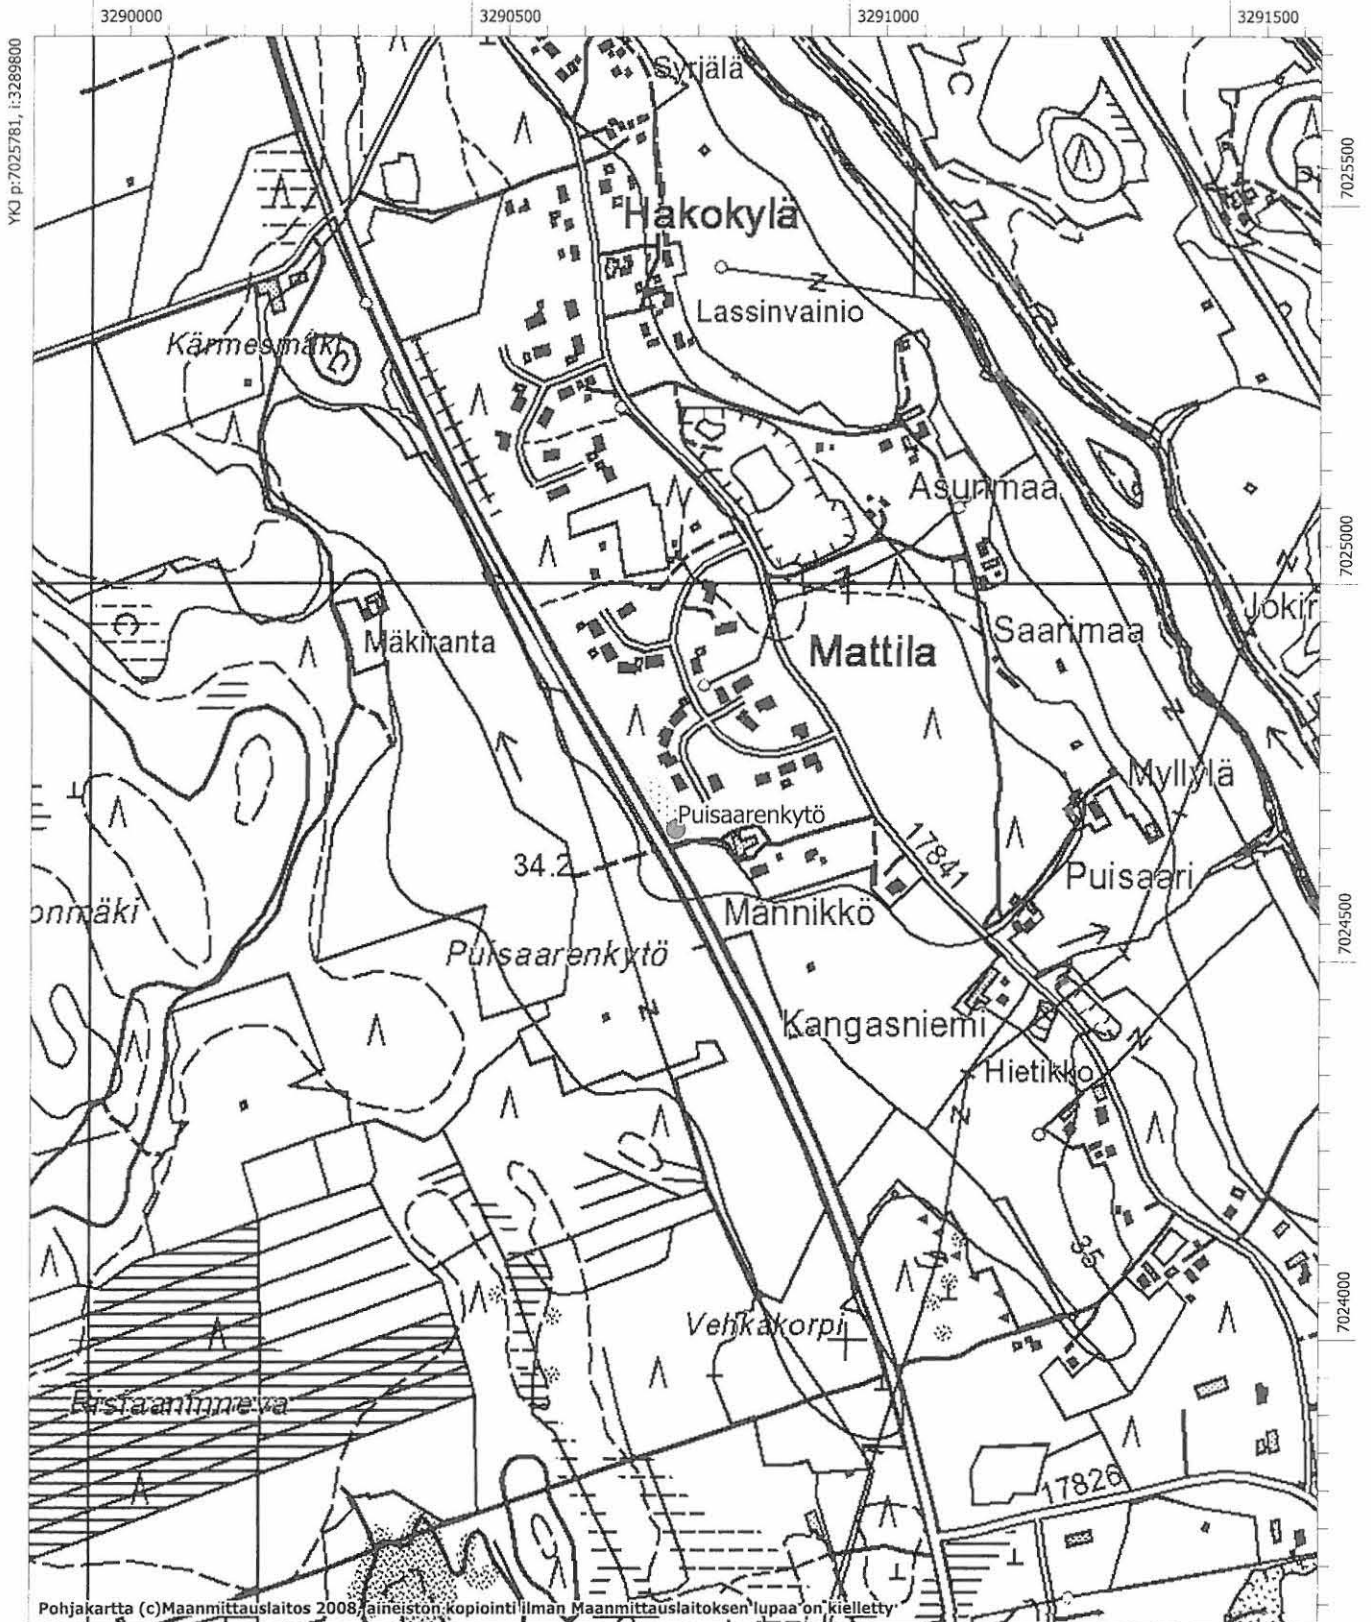 3290000
3290500
3291000
3291500
YKJ p:7025781, i:3289800
Syrjälä
7025500
Hakokylä
Lassinvainio
Kärmesmäki
Asunmaa
7025000
Jokir
Mäkiranta
Saarimaa
Mattila
Myllylä
Puisaarenkytö
34.2
17841
Puisaari
onmäki
Männikkö
7024500
Puisaarenkytö
Kangasniemi
Hietikko
35
7024000
Vehkakorpi
17826
Pohjakartta (c)Maanmittauslaitos 2008, aineiston kopiointi ilman Maanmittauslaitoksen lupaa on kielletty